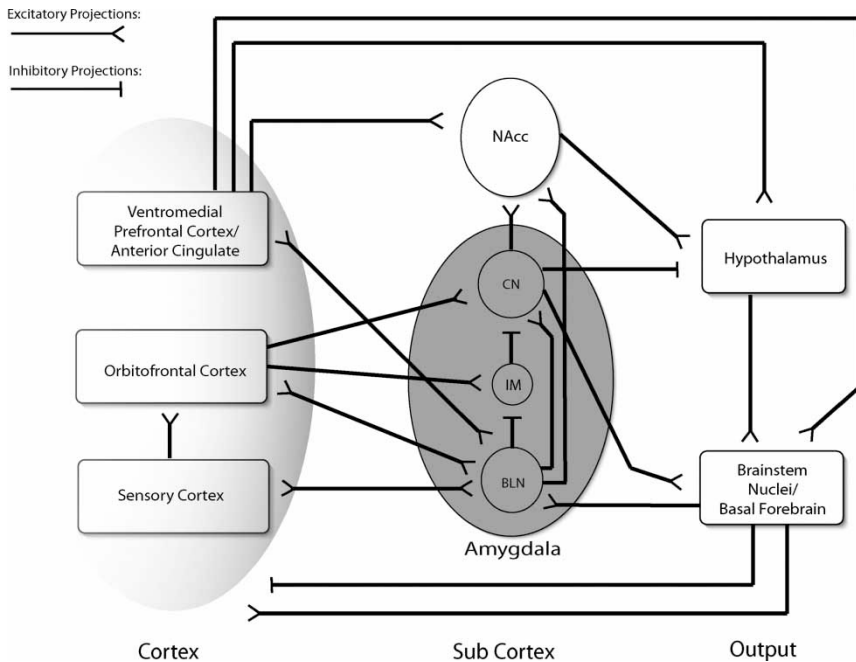 Excitatory Projections:
Inhibitory Projections:
NAcc
Ventromedial
Prefrontal Cortex/
Anterior Cingulate
Hypothalamus
CN
Orbitofrontal Cortex
IM
Sensory Cortex
BLN
Brainstem
Nuclei/
Basal Forebrain
Amygdala
Cortex
Sub Cortex
Output